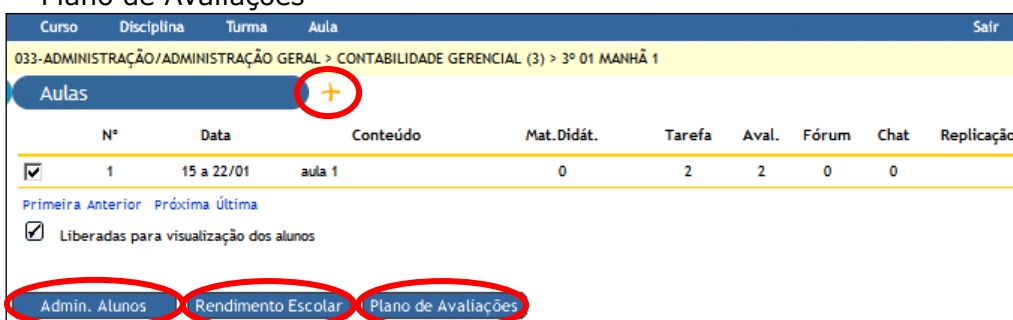 Plano de Avaliações
Curso Disciplina Turma Aula Sair
033-ADMINISTRAÇÃO/ADMINISTRAÇÃO GERAL > CONTABILIDADE GERENCIAL (3) > 3º 01 MANHÃ 1
Aulas +
Nº Data Conteúdo Mat.Didát. Tarefa Aval. Fórum Chat Replicação
1 15 a 22/01 aula 1 0 2 2 0 0
Primeira Anterior Próxima Última
Liberadas para visualização dos alunos
Admin. Alunos Rendimento Escolar Plano de Avaliações